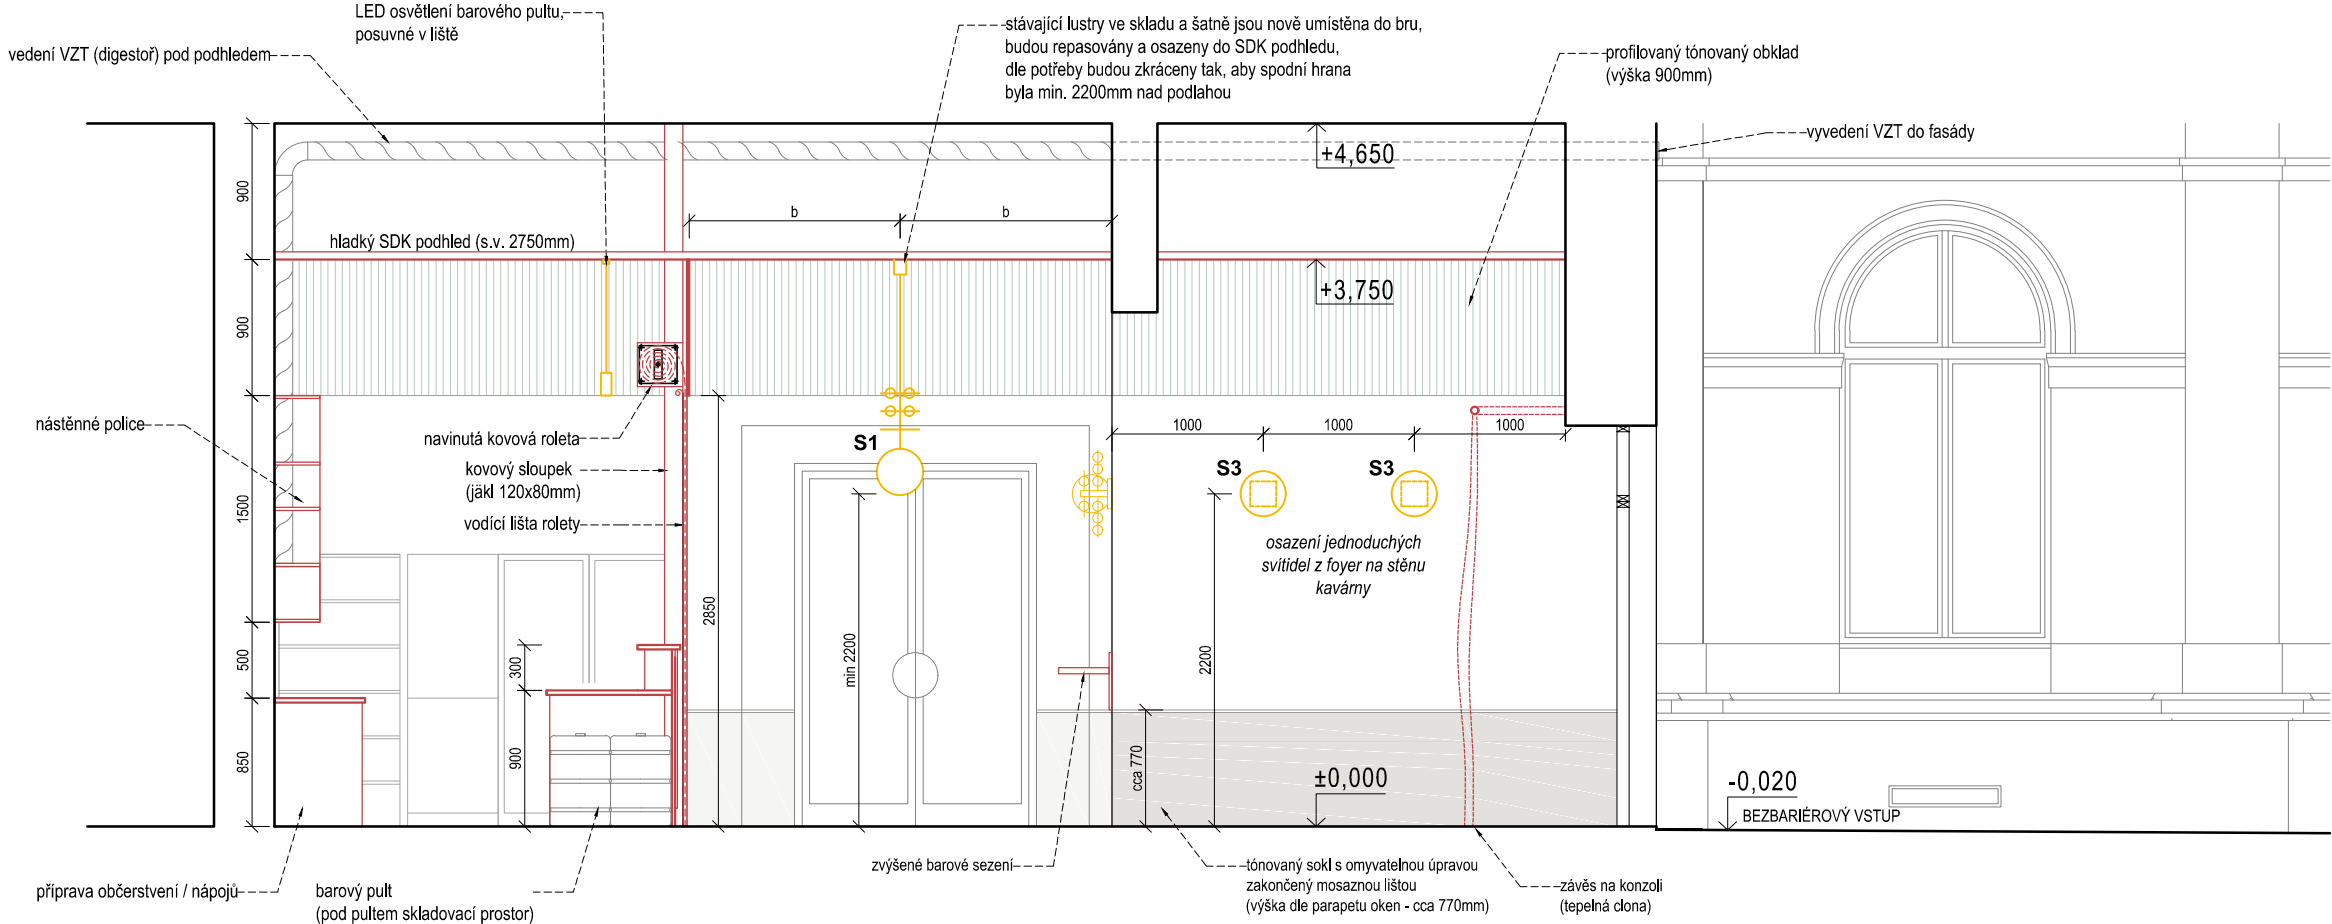 LED osvětlení barového pultu,
posuvné v liště
vedení VZT (digestoř) pod podhledem
stávající lustry ve skladu a šatně jsou nově umístěna do bru,
budou repasovány a osazeny do SDK podhledu,
dle potřeby budou zkráceny tak, aby spodní hrana
byla min. 2200mm nad podlahou
profilovaný tónovaný obklad
(výška 900mm)
vyvedení VZT do fasády
+4,650
900
b
b
hladký SDK podhled (s.v. 2750mm)
+3,750
900
nástěnné police
navinutá kovová roleta
kovový sloupek
(jäkl 120x80mm)
vodící lišta rolety
S1
1000
1000
1000
S3
S3
1500
osazení jednoduchých
svítidel z foyer na stěnu
kavárny
2850
min 2200
2200
500
300
850
900
cca 770
±0,000
-0,020
BEZBARIÉROVÝ VSTUP
příprava občerstvení / nápojů
barový pult
(pod pultem skladovací prostor)
zvýšené barové sezení
tónovaný sokl s omyvatelnou úpravou
zakončený mosaznou lištou
(výška dle parapetu oken - cca 770mm)
závěs na konzoli
(tepelná clona)